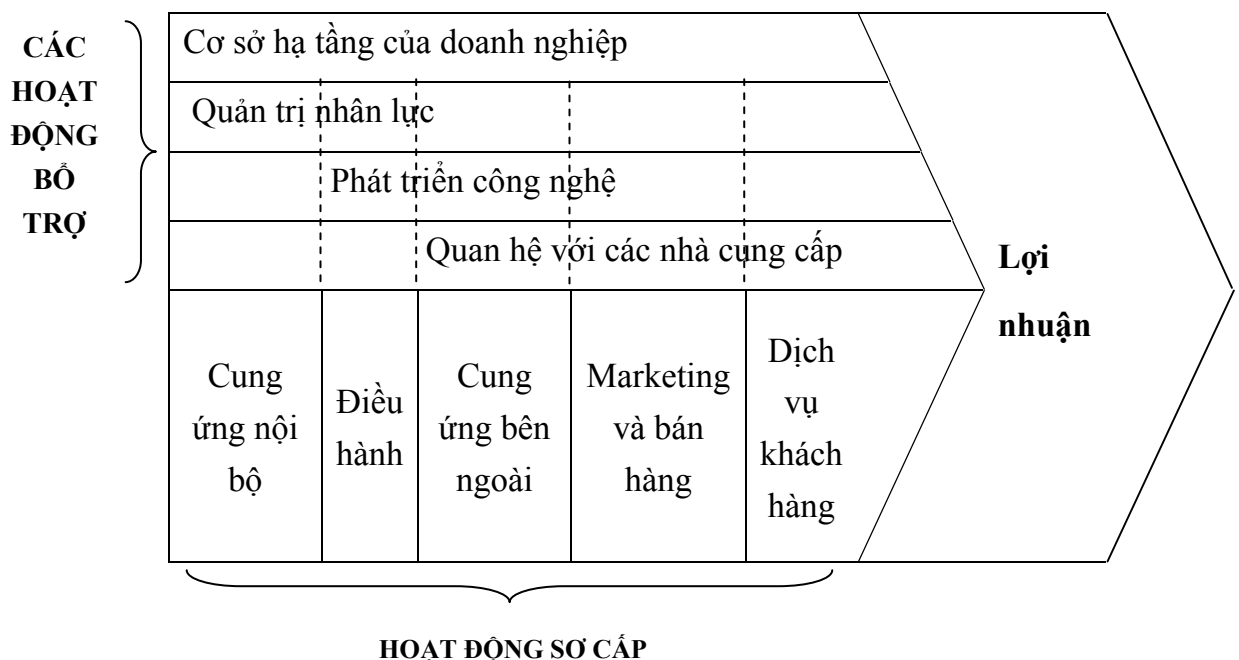 CÁC
HOẠT
ĐỘNG
BỔ
TRỢ
Cơ sở hạ tầng của doanh nghiệp
Quản trị nhân lực
Phát triển công nghệ
Quan hệ với các nhà cung cấp
Lợi
nhuận
Cung
ứng nội
bộ
Điều
hành
Cung
ứng bên
ngoài
Marketing
và bán
hàng
Dịch
vụ
khách
hàng
HOẠT ĐỘNG SƠ CẤP